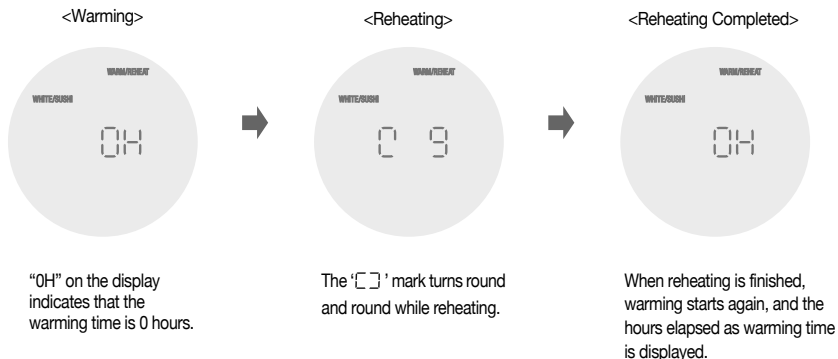 <Warming>
WARM/REHEAT
WHITE/SUSHI
0H
"0H" on the display
indicates that the
warming time is 0 hours.
<Reheating>
WARM/REHEAT
WHITE/SUSHI
C 9
The '[ ]' mark turns round
and round while reheating.
<Reheating Completed>
WARM/REHEAT
WHITE/SUSHI
0H
When reheating is finished,
warming starts again, and the
hours elapsed as warming time
is displayed.